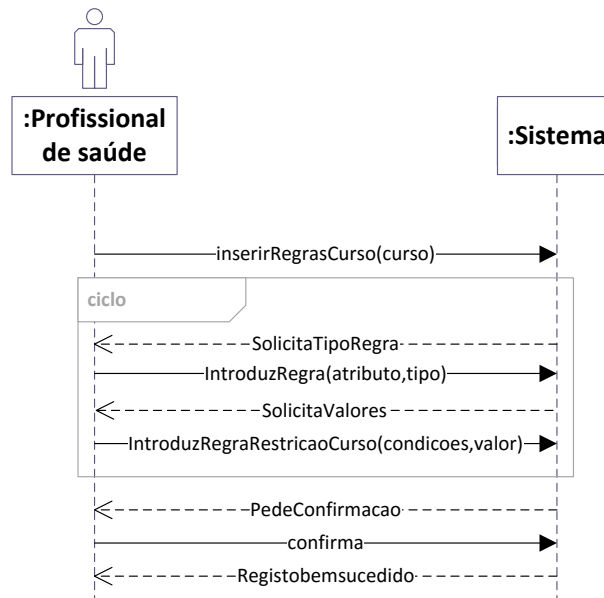 :Profissional
de saúde
:Sistema
inserirRegrasCurso(curso)
ciclo
SolicitaTipoRegra
IntroduzRegra(atributo,tipo)
SolicitaValores
IntroduzRegraRestricaoCurso(condicoes,valor)
PedeConfirmacao
confirma
Registobemsucedido